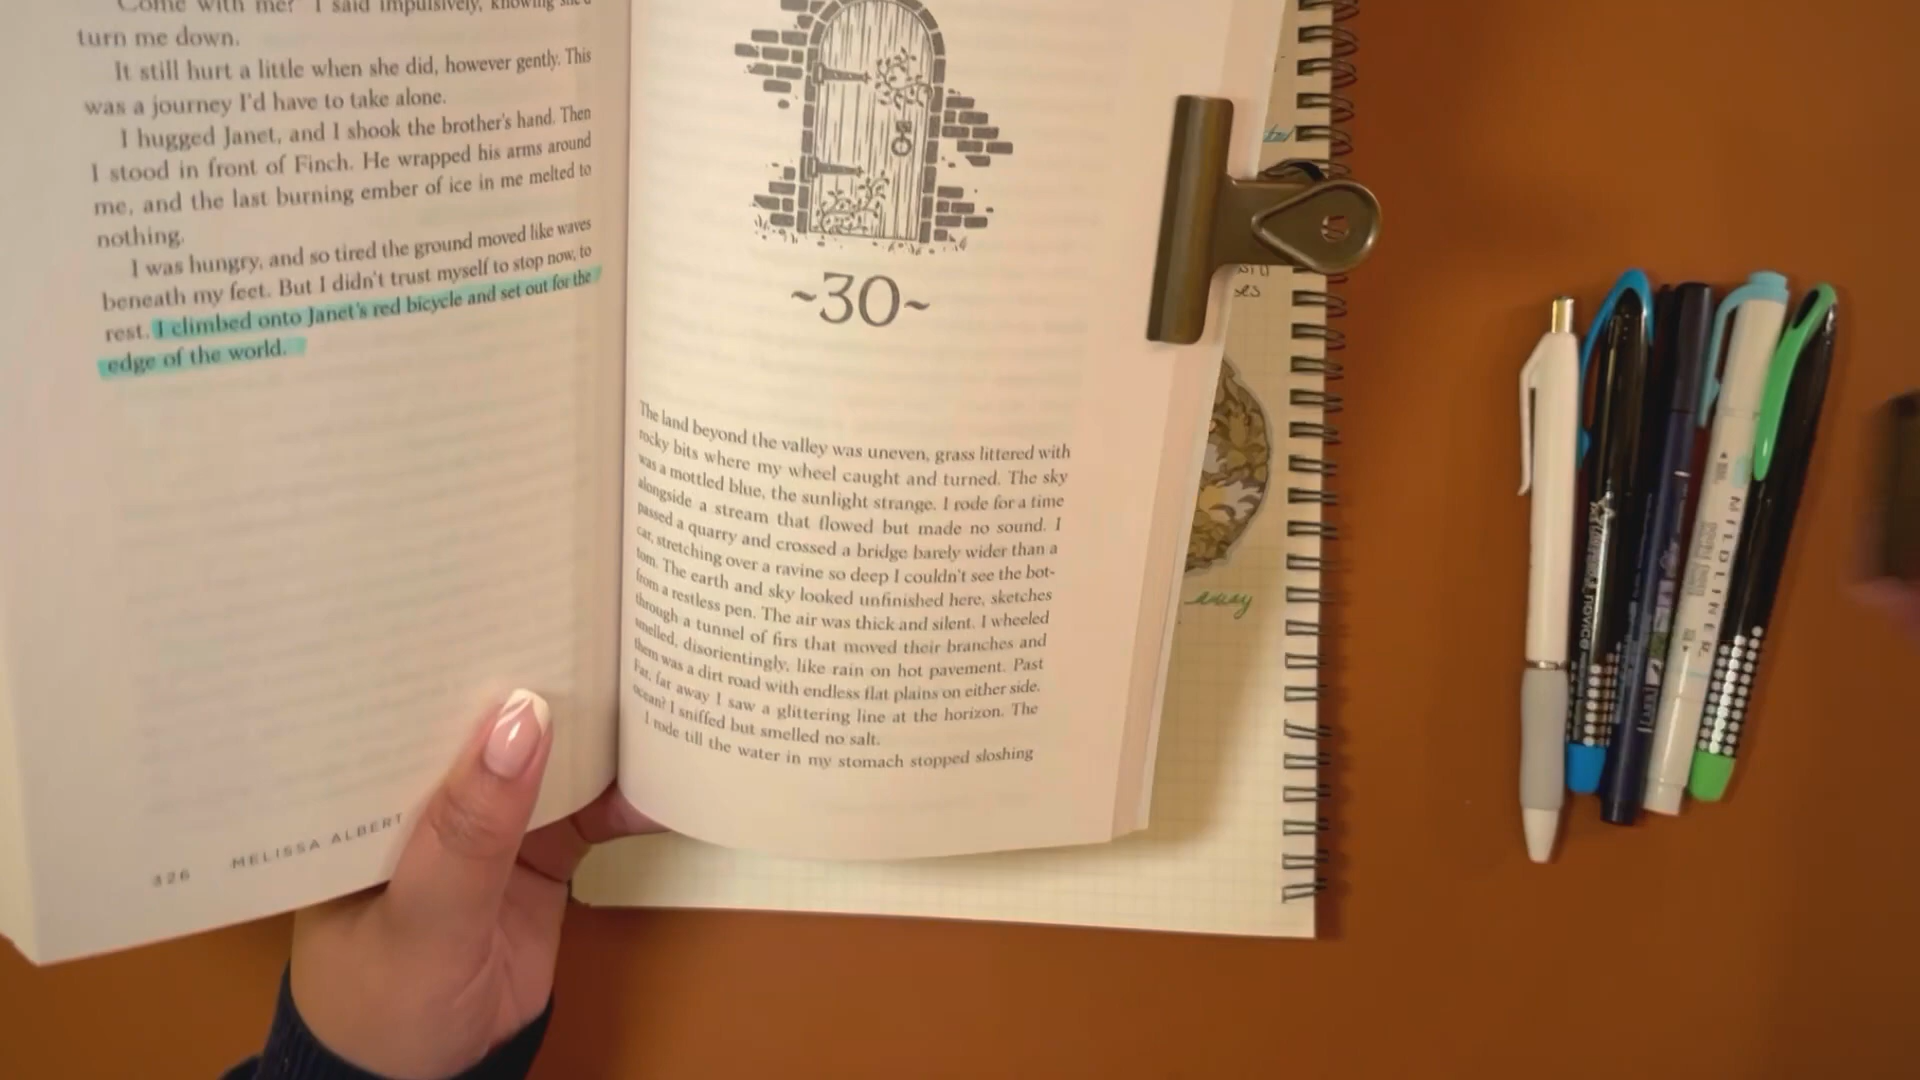 "Come with me?" I said impulsively, knowing she'd
turn me down.
It still hurt a little when she did, however gently. This
was a journey I'd have to take alone.
I hugged Janet, and I shook the brother's hand. Then
I stood in front of Finch. He wrapped his arms around
me, and the last burning ember of ice in me melted to
nothing.
I was hungry, and so tired the ground moved like waves
beneath my feet. But I didn't trust myself to stop now, to
rest. I climbed onto Janet's red bicycle and set out for the
edge of the world.
326 MELISSA ALBERT
~30~
The land beyond the valley was uneven, grass littered with
rocky bits where my wheel caught and turned. The sky
was a mottled blue, the sunlight strange. I rode for a time
alongside a stream that flowed but made no sound. I
passed a quarry and crossed a bridge barely wider than a
car, stretching over a ravine so deep I couldn't see the bot-
tom. The earth and sky looked unfinished here, sketches
from a restless pen. The air was thick and silent. I wheeled
through a tunnel of firs that moved their branches and
smelled, disorientingly, like rain on hot pavement. Past
them was a dirt road with endless flat plains on either side.
Far, far away I saw a glittering line at the horizon. The
ocean? I sniffed but smelled no salt.
I rode till the water in my stomach stopped sloshing
away
novice
MILDLINER